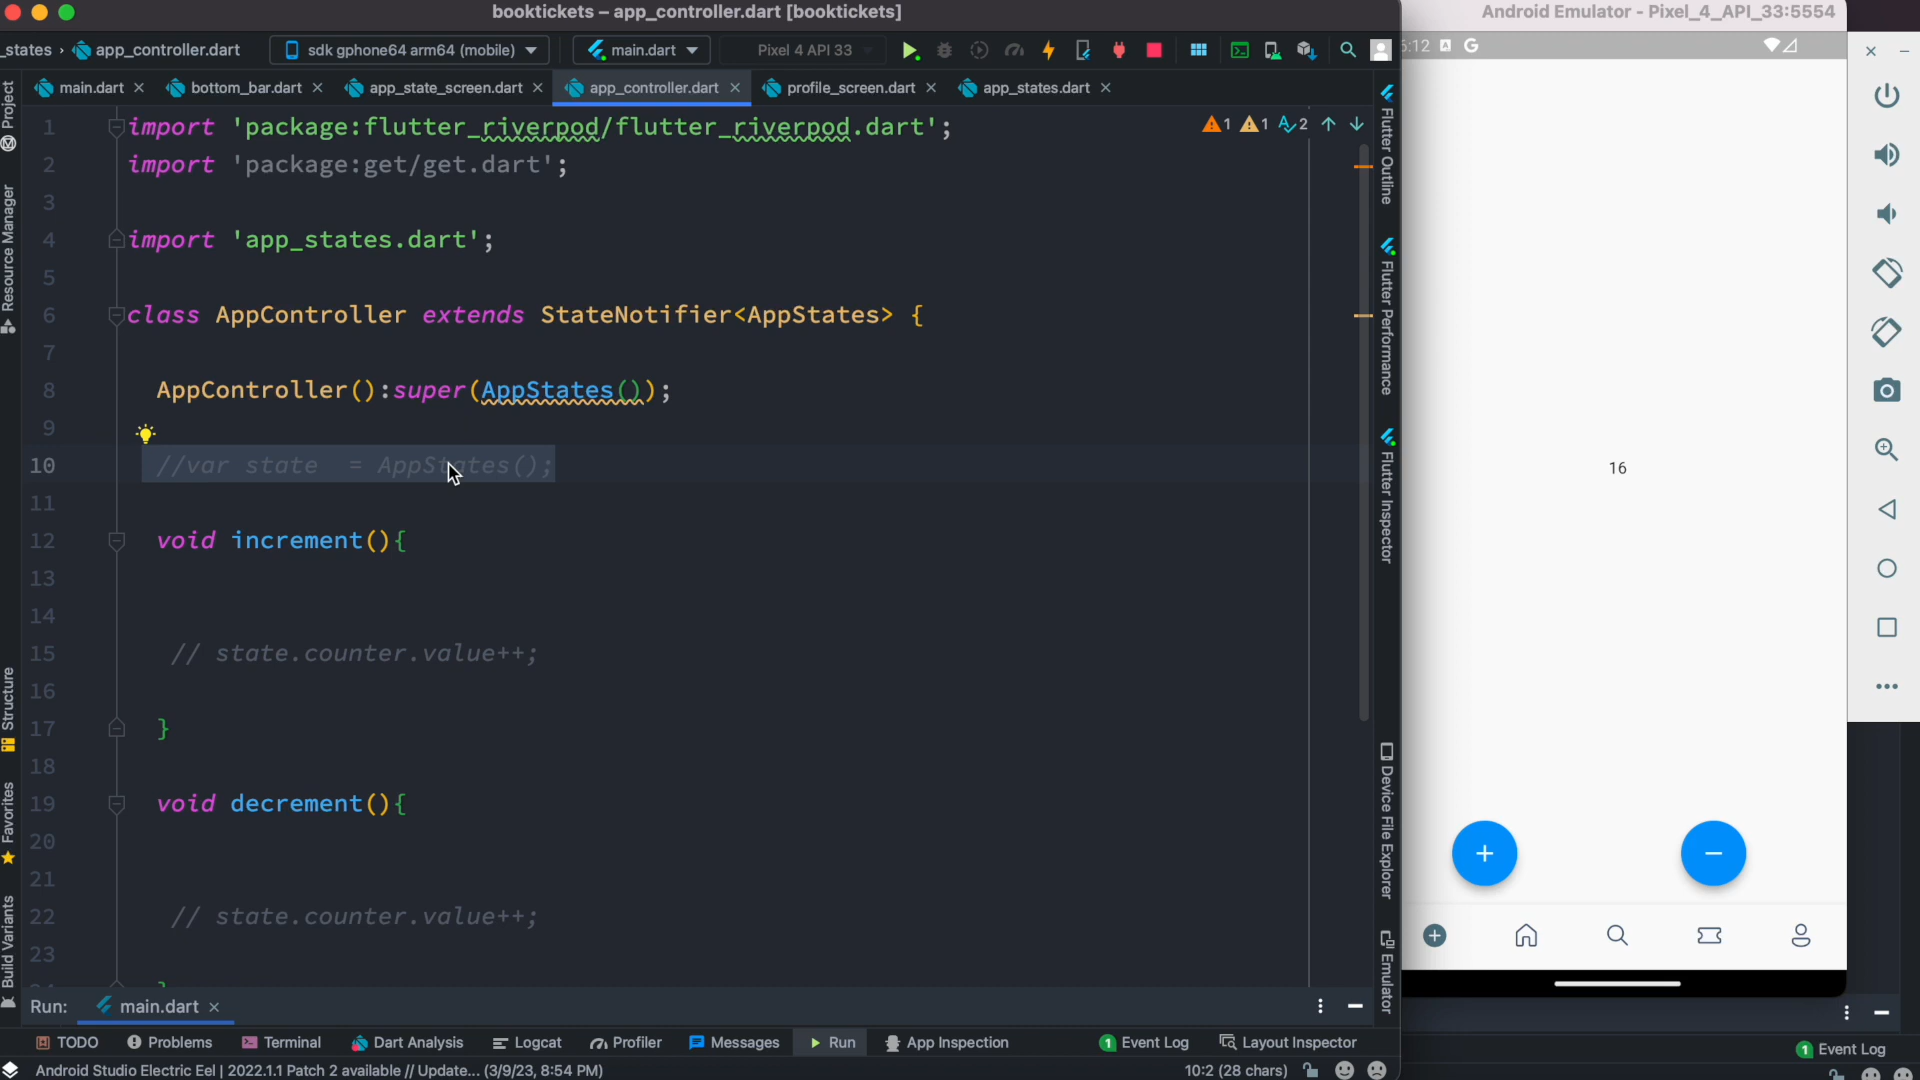 booktickets – app_controller.dart [booktickets]
Android Emulator - Pixel_4_API_33:5554
_states › app_controller.dart
sdk gphone64 arm64 (mobile)
main.dart
Pixel 4 API 33
5:12
main.dart
bottom_bar.dart
app_state_screen.dart
app_controller.dart
profile_screen.dart
app_states.dart
Project
Resource Manager
Structure
Favorites
Build Variants
1 import 'package:flutter_riverpod/flutter_riverpod.dart';
2 import 'package:get/get.dart';
3
4 import 'app_states.dart';
5
6 class AppController extends StateNotifier<AppStates> {
7
8 AppController():super(AppStates());
9
10 //var state  = AppStates();
11
12 void increment(){
13
14
15 // state.counter.value++;
16
17 }
18
19 void decrement(){
20
21
22 // state.counter.value++;
23
24 }
1 1 2
Flutter Outline
Flutter Performance
Flutter Inspector
Device File Explorer
Emulator
16
+
−
Run: main.dart
TODO Problems Terminal Dart Analysis Logcat Profiler Messages Run App Inspection 1 Event Log Layout Inspector
1 Event Log
Android Studio Electric Eel | 2022.1.1 Patch 2 available // Update... (3/9/23, 8:54 PM)
10:2 (28 chars)